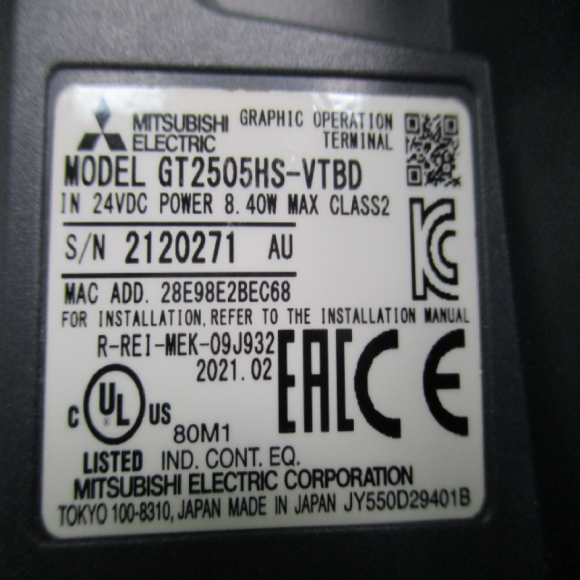 MITSUBISHI ELECTRIC
GRAPHIC OPERATION TERMINAL
MODEL GT2505HS-VTBD
IN 24VDC POWER 8.40W MAX CLASS2
S/N 2120271 AU
MAC ADD. 28E98E2BEC68
FOR INSTALLATION, REFER TO THE INSTALLATION MANUAL
R-REI-MEK-09J932
2021.02
EAC CE
C UL US
80M1
LISTED IND. CONT. EQ.
MITSUBISHI ELECTRIC CORPORATION
TOKYO 100-8310, JAPAN MADE IN JAPAN JY550D29401B